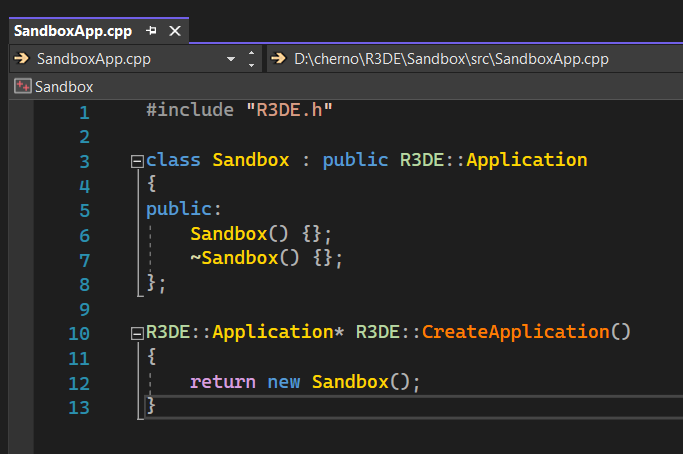 SandboxApp.cpp
SandboxApp.cpp D:\cherno\R3DE\Sandbox\src\SandboxApp.cpp
Sandbox
1 #include "R3DE.h"
2
3 class Sandbox : public R3DE::Application
4 {
5 public:
6 Sandbox() {};
7 ~Sandbox() {};
8 };
9
10 R3DE::Application* R3DE::CreateApplication()
11 {
12 return new Sandbox();
13 }